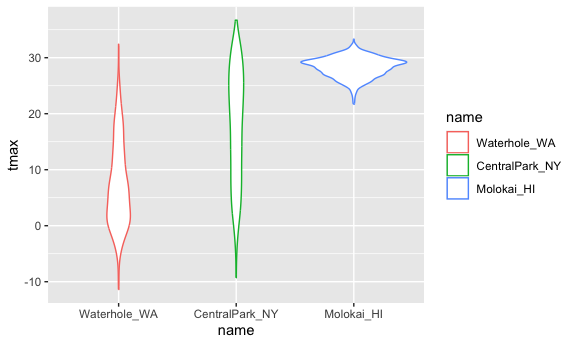 tmax
30
20
10
0
-10
Waterhole_WA CentralPark_NY Molokai_HI
name
name
Waterhole_WA
CentralPark_NY
Molokai_HI